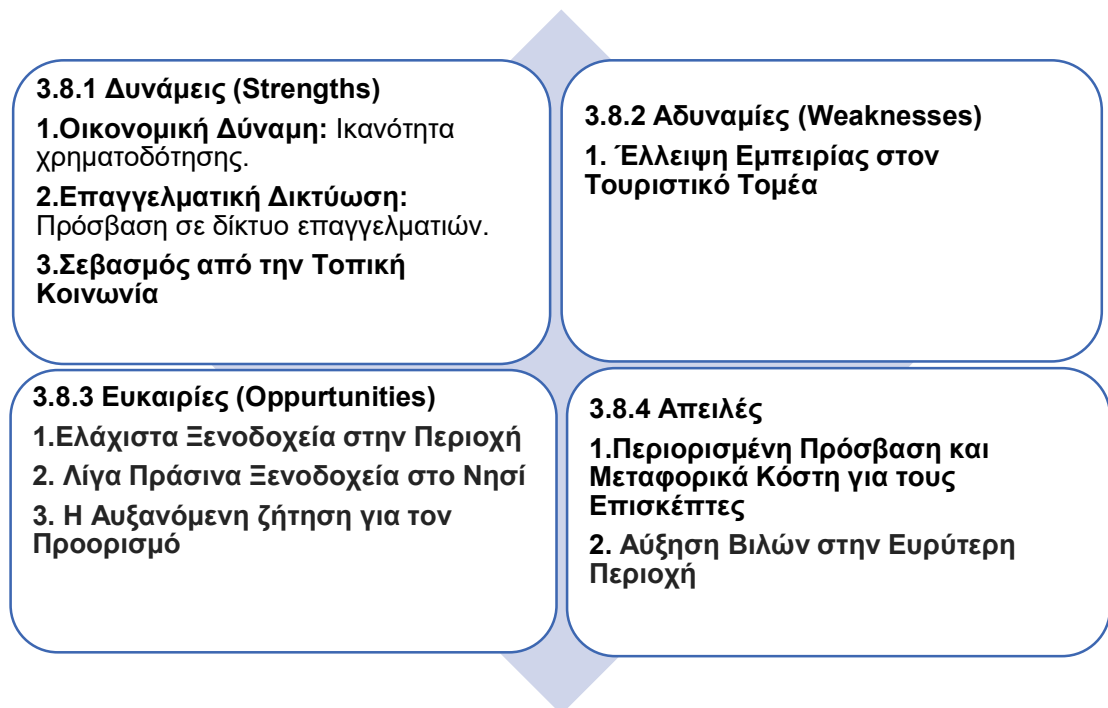 3.8.1 Δυνάμεις (Strengths)
1.Οικονομική Δύναμη: Ικανότητα
χρηματοδότησης.
2.Επαγγελματική Δικτύωση:
Πρόσβαση σε δίκτυο επαγγελματιών.
3.Σεβασμός από την Τοπική
Κοινωνία
3.8.2 Αδυναμίες (Weaknesses)
1. Έλλειψη Εμπειρίας στον
Τουριστικό Τομέα
3.8.3 Ευκαιρίες (Oppurtunities)
1.Ελάχιστα Ξενοδοχεία στην Περιοχή
2. Λίγα Πράσινα Ξενοδοχεία στο Νησί
3. Η Αυξανόμενη ζήτηση για τον
Προορισμό
3.8.4 Απειλές
1.Περιορισμένη Πρόσβαση και
Μεταφορικά Κόστη για τους
Επισκέπτες
2. Αύξηση Βιλών στην Ευρύτερη
Περιοχή